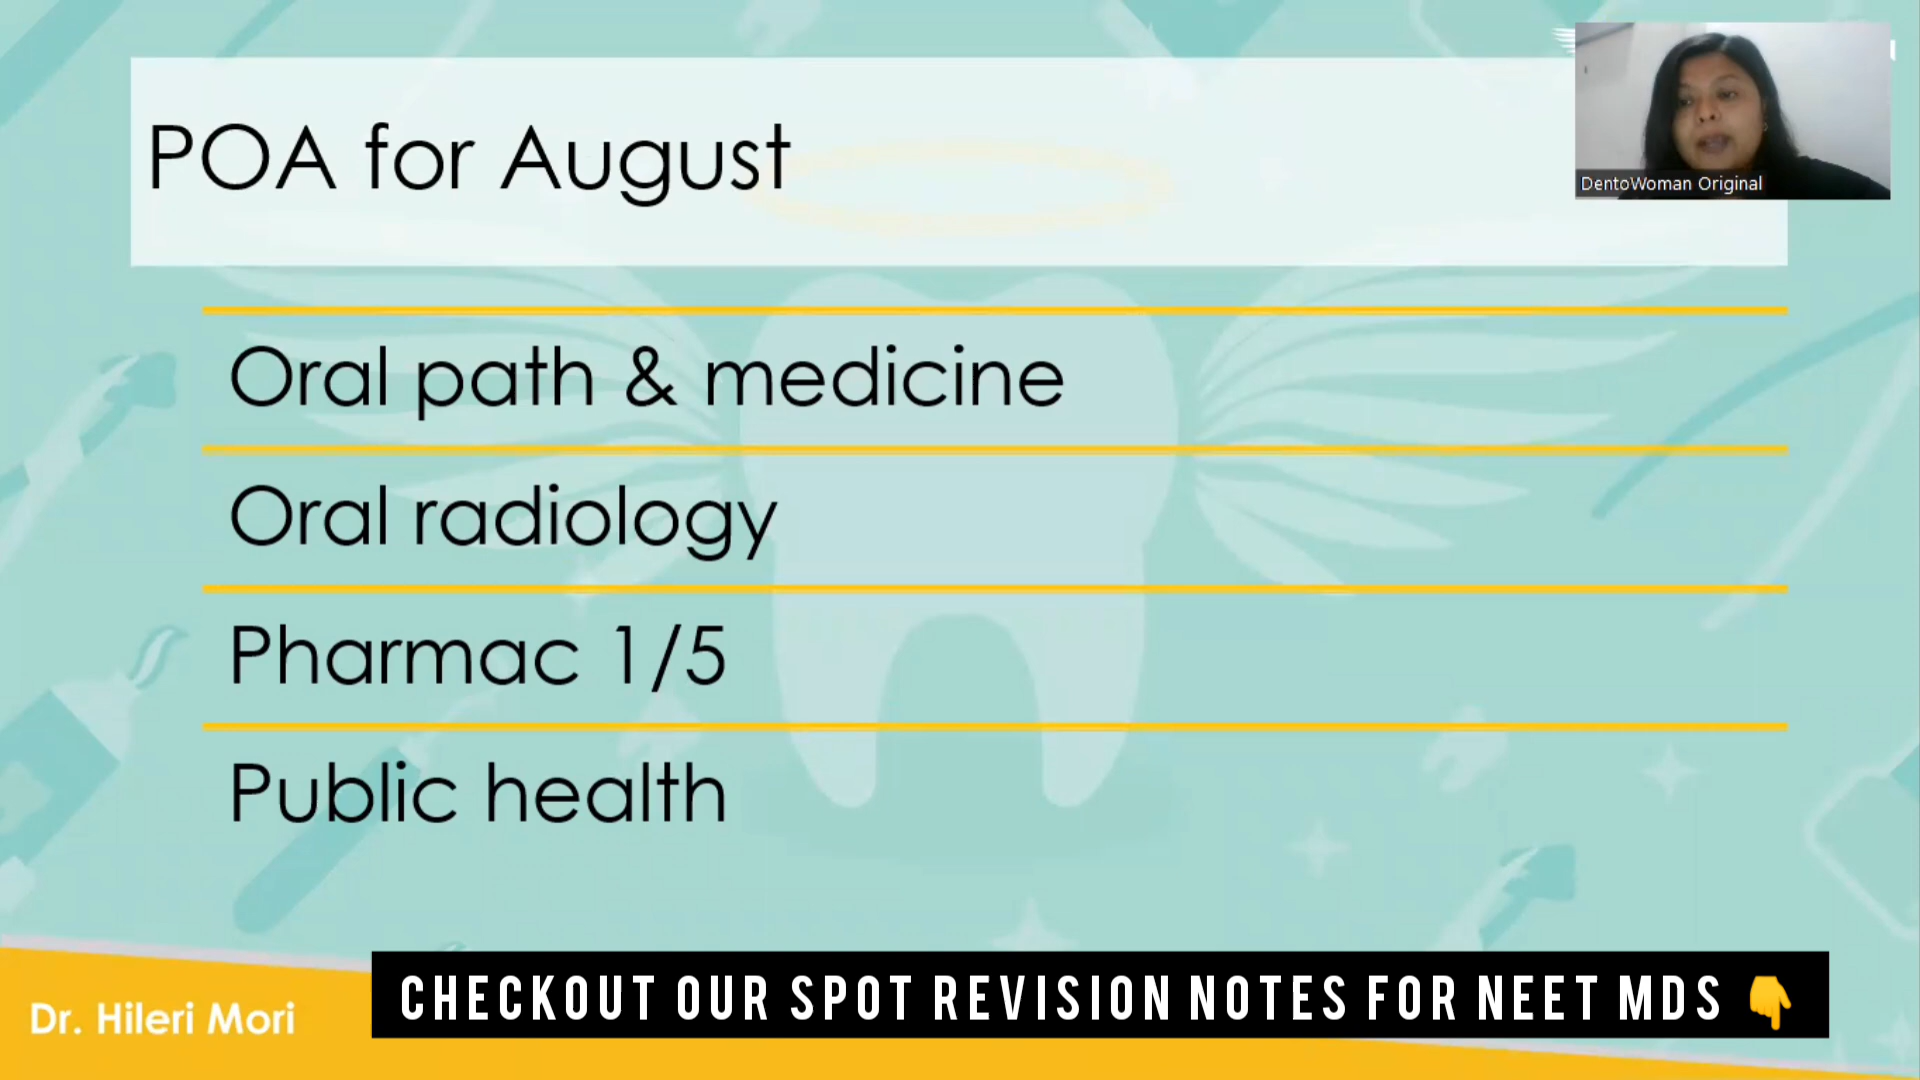 POA for August
DentoWoman Original
Oral path & medicine
Oral radiology
Pharmac 1/5
Public health
Dr. Hileri Mori
CHECKOUT OUR SPOT REVISION NOTES FOR NEET MDS 👇